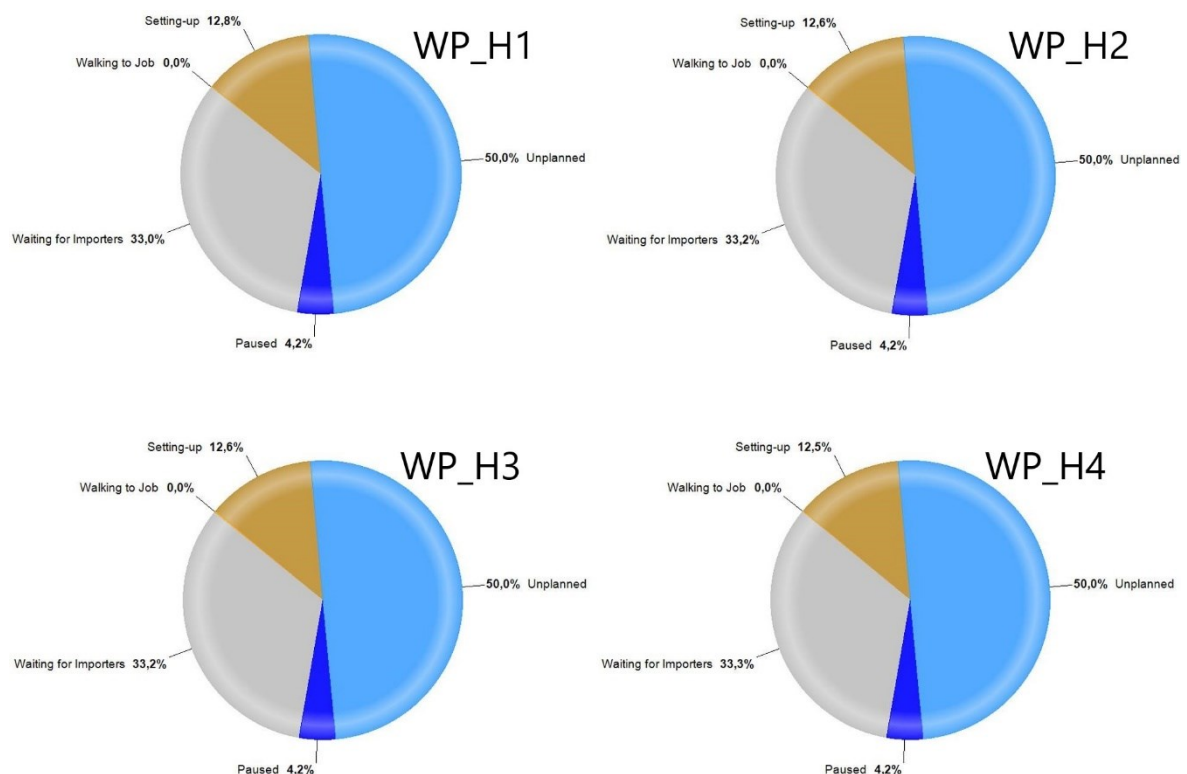 WP_H1
Setting-up 12,8%
Walking to Job 0,0%
50,0% Unplanned
Waiting for Importers 33,0%
Paused 4,2%
WP_H2
Setting-up 12,6%
Walking to Job 0,0%
50,0% Unplanned
Waiting for Importers 33,2%
Paused 4,2%
WP_H3
Setting-up 12,6%
Walking to Job 0,0%
50,0% Unplanned
Waiting for Importers 33,2%
Paused 4,2%
WP_H4
Setting-up 12,5%
Walking to Job 0,0%
50,0% Unplanned
Waiting for Importers 33,3%
Paused 4,2%